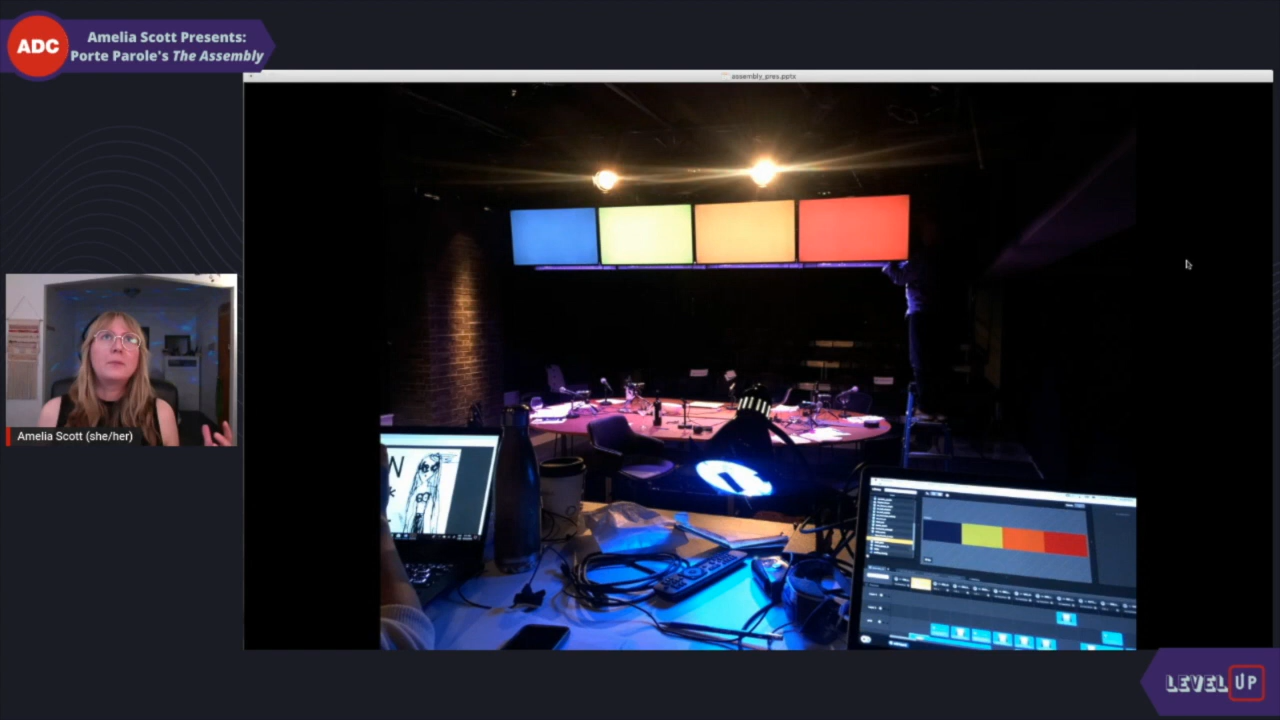 ADC
Amelia Scott Presents:
Porte Parole's The Assembly
assembly_pres.pptx
Amelia Scott (she/her)
LEVEL UP